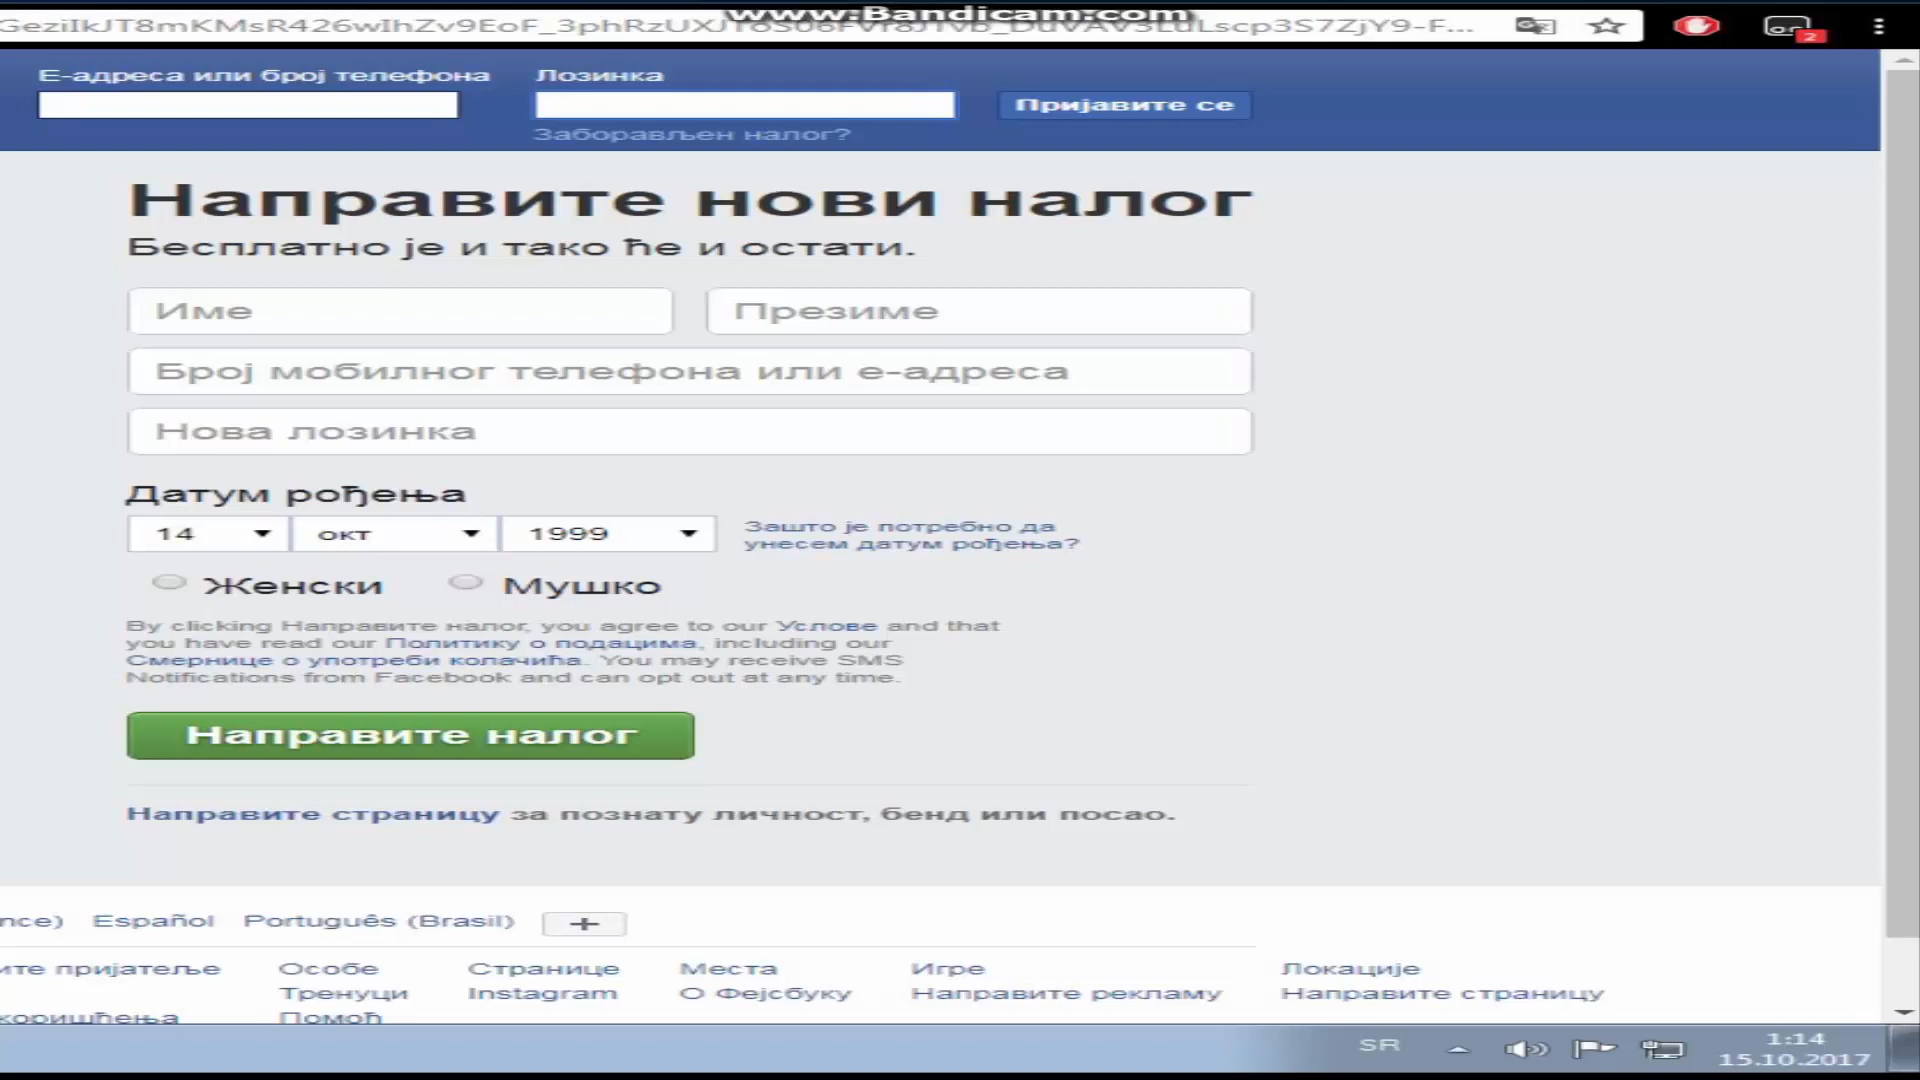 www.Bandicam.com
Е-адреса или број телефона
Лозинка
Пријавите се
Заборављен налог?
Направите нови налог
Бесплатно је и тако ће и остати.
Име
Презиме
Број мобилног телефона или е-адреса
Нова лозинка
Датум рођења
14
окт
1999
Зашто је потребно да
унесем датум рођења?
Женски
Мушко
By clicking Направите налог, you agree to our Услове and that
you have read our Политику о подацима, including our
Смернице о употреби колачића. You may receive SMS
Notifications from Facebook and can opt out at any time.
Направите налог
Направите страницу за познату личност, бенд или посао.
nce) Español Português (Brasil) +
ите пријатеље Особе Странице Места Игре Локације
Тренуци Instagram О Фејсбуку Направите рекламу Направите страницу
коришћења Помоћ
SR
1:14
15.10.2017
2